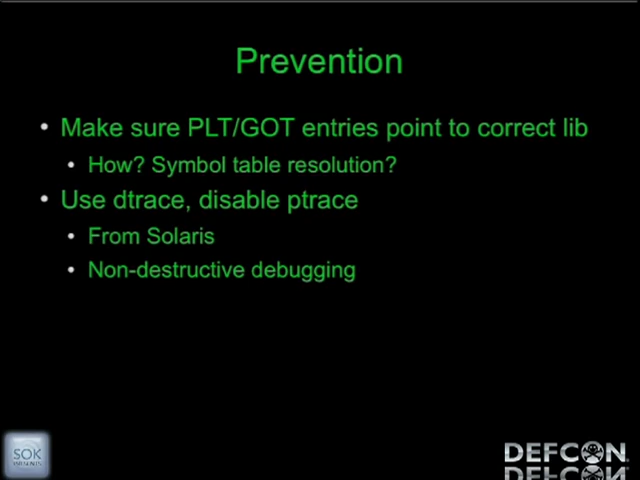 Prevention
• Make sure PLT/GOT entries point to correct lib
• How? Symbol table resolution?
• Use dtrace, disable ptrace
• From Solaris
• Non-destructive debugging
SOK
DEFCON